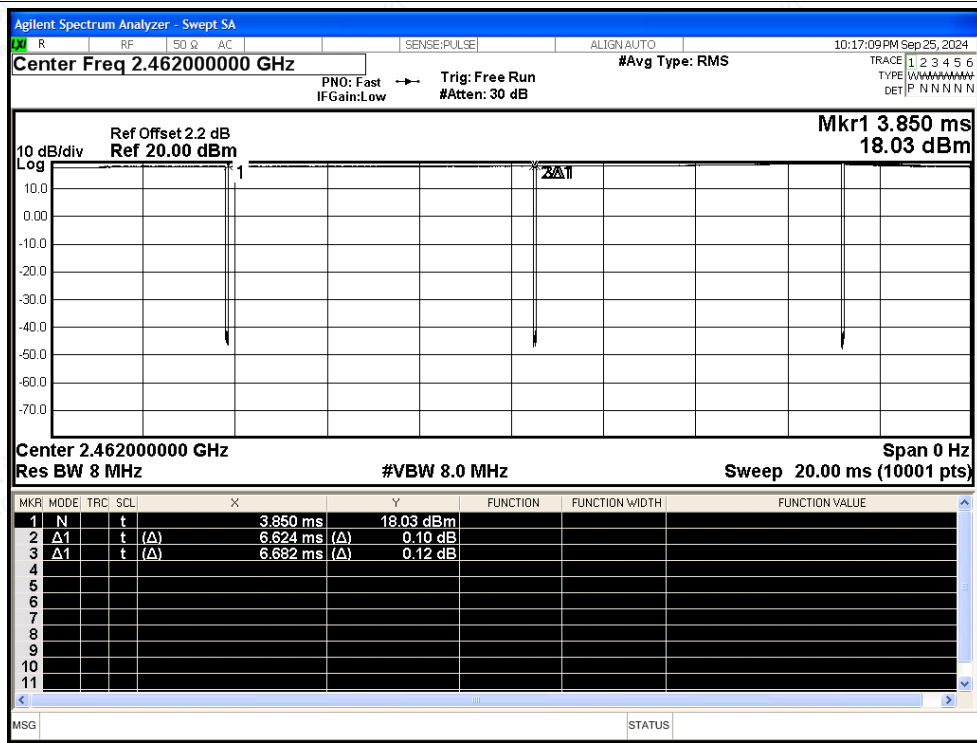 Agilent Spectrum Analyzer - Swept SA
LXI R RF 50 Ω AC SENSE:PULSE ALIGN AUTO 10:17:09 PM Sep 25, 2024
Center Freq 2.462000000 GHz #Avg Type: RMS TRACE 1 2 3 4 5 6
PNO: Fast Trig: Free Run TYPE
IFGain:Low #Atten: 30 dB DET P N N N N N
Mkr1 3.850 ms
18.03 dBm
Ref Offset 2.2 dB
10 dB/div Ref 20.00 dBm
Log
1 2Δ1
10.0
0.00
-10.0
-20.0
-30.0
-40.0
-50.0
-60.0
-70.0
Center 2.462000000 GHz Span 0 Hz
Res BW 8 MHz #VBW 8.0 MHz Sweep 20.00 ms (10001 pts)
MKR MODE TRC SCL X Y FUNCTION FUNCTION WIDTH FUNCTION VALUE
1 N t 3.850 ms 18.03 dBm
2 Δ1 t (Δ) 6.624 ms (Δ) 0.10 dB
3 Δ1 t (Δ) 6.682 ms (Δ) 0.12 dB
4
5
6
7
8
9
10
11
MSG STATUS